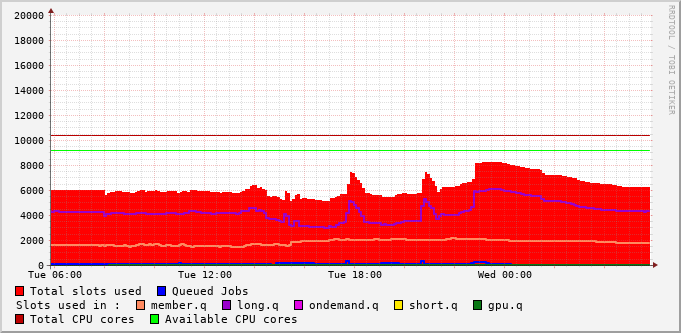 RRDTOOL / TOBI OETIKER
20000
18000
16000
14000
12000
10000
8000
6000
4000
2000
0
Tue 06:00 Tue 12:00 Tue 18:00 Wed 00:00
Total slots used Queued Jobs
Slots used in : member.q long.q ondemand.q short.q gpu.q
Total CPU cores Available CPU cores